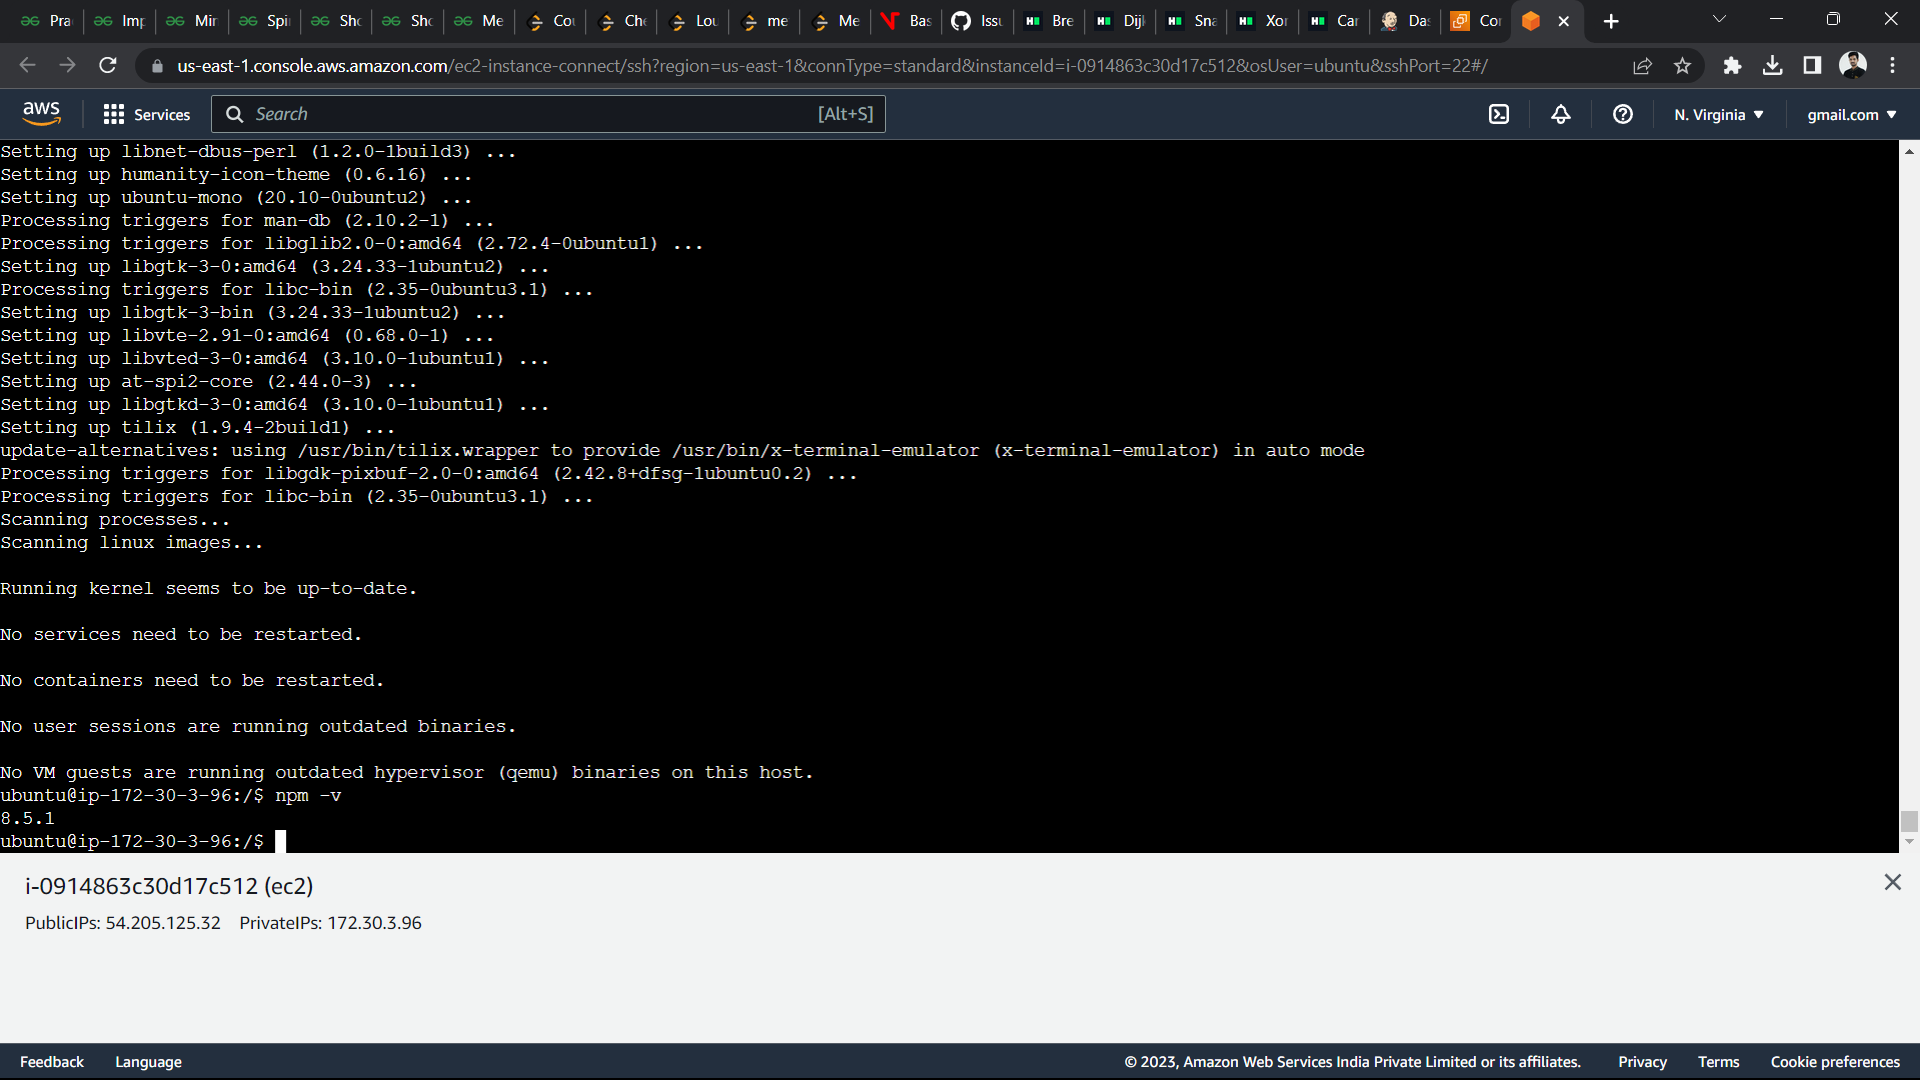 Pra Imp Min Spi Sho Sho Me Cou Che Lou me Me Bas Issu Bre Dijk Sna Xor Car Das Con
us-east-1.console.aws.amazon.com/ec2-instance-connect/ssh?region=us-east-1&connType=standard&instanceId=i-0914863c30d17c512&osUser=ubuntu&sshPort=22#/
aws Services Search [Alt+S] N. Virginia gmail.com
Setting up libnet-dbus-perl (1.2.0-1build3) ...
Setting up humanity-icon-theme (0.6.16) ...
Setting up ubuntu-mono (20.10-0ubuntu2) ...
Processing triggers for man-db (2.10.2-1) ...
Processing triggers for libglib2.0-0:amd64 (2.72.4-0ubuntu1) ...
Setting up libgtk-3-0:amd64 (3.24.33-1ubuntu2) ...
Processing triggers for libc-bin (2.35-0ubuntu3.1) ...
Setting up libgtk-3-bin (3.24.33-1ubuntu2) ...
Setting up libvte-2.91-0:amd64 (0.68.0-1) ...
Setting up libvted-3-0:amd64 (3.10.0-1ubuntu1) ...
Setting up at-spi2-core (2.44.0-3) ...
Setting up libgtkd-3-0:amd64 (3.10.0-1ubuntu1) ...
Setting up tilix (1.9.4-2build1) ...
update-alternatives: using /usr/bin/tilix.wrapper to provide /usr/bin/x-terminal-emulator (x-terminal-emulator) in auto mode
Processing triggers for libgdk-pixbuf-2.0-0:amd64 (2.42.8+dfsg-1ubuntu0.2) ...
Processing triggers for libc-bin (2.35-0ubuntu3.1) ...
Scanning processes...
Scanning linux images...
Running kernel seems to be up-to-date.
No services need to be restarted.
No containers need to be restarted.
No user sessions are running outdated binaries.
No VM guests are running outdated hypervisor (qemu) binaries on this host.
ubuntu@ip-172-30-3-96:/$ npm -v
8.5.1
ubuntu@ip-172-30-3-96:/$
i-0914863c30d17c512 (ec2)
PublicIPs: 54.205.125.32 PrivateIPs: 172.30.3.96
Feedback Language © 2023, Amazon Web Services India Private Limited or its affiliates. Privacy Terms Cookie preferences